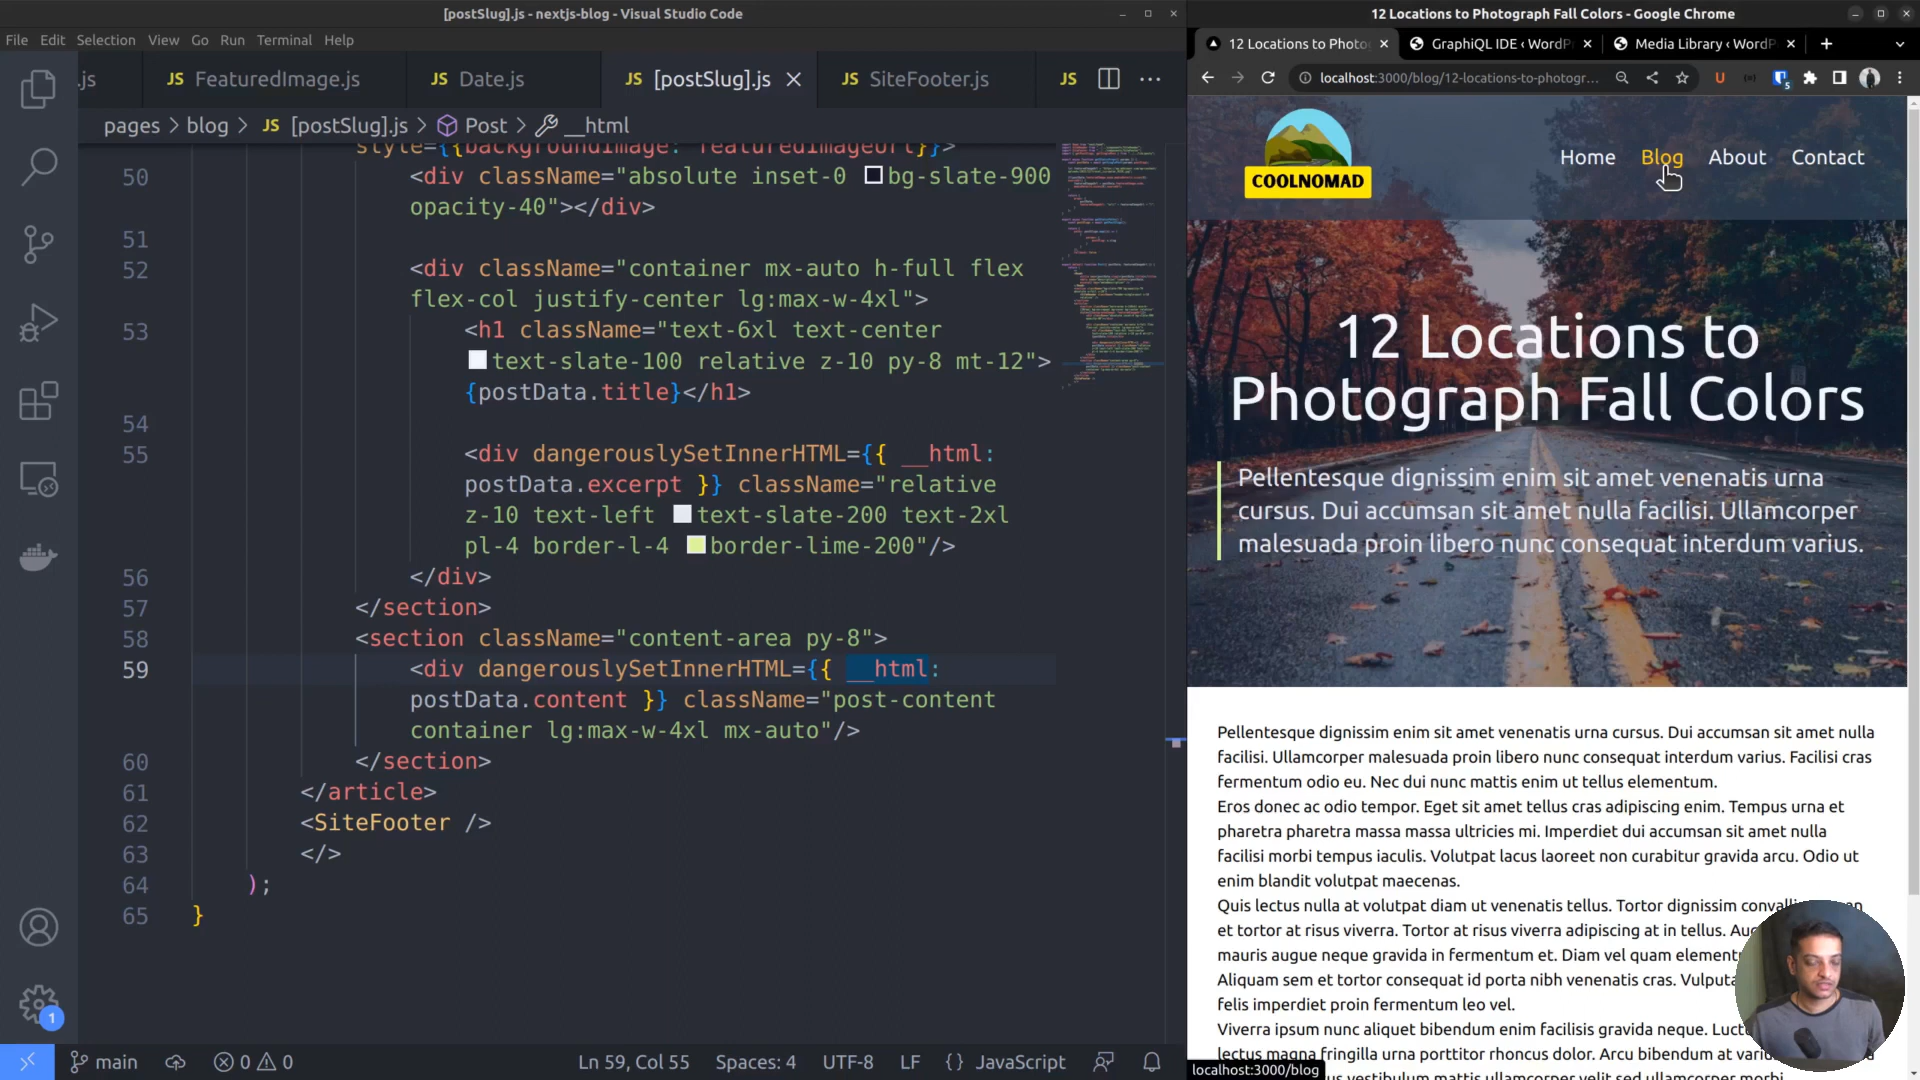 [postSlug].js - nextjs-blog - Visual Studio Code
File Edit Selection View Go Run Terminal Help
.js
JS FeaturedImage.js
JS Date.js
JS [postSlug].js
JS SiteFooter.js
JS
pages > blog > JS [postSlug].js > Post > __html
style={{backgroundImage: featuredImageUrl}}>
50 <div className="absolute inset-0 bg-slate-900
opacity-40"></div>
51
52 <div className="container mx-auto h-full flex
flex-col justify-center lg:max-w-4xl">
53 <h1 className="text-6xl text-center
text-slate-100 relative z-10 py-8 mt-12">
{postData.title}</h1>
54
55 <div dangerouslySetInnerHTML={{ __html:
postData.excerpt }} className="relative
z-10 text-left text-slate-200 text-2xl
pl-4 border-l-4 border-lime-200"/>
56 </div>
57 </section>
58 <section className="content-area py-8">
59 <div dangerouslySetInnerHTML={{ __html:
postData.content }} className="post-content
container lg:max-w-4xl mx-auto"/>
60 </section>
61 </article>
62 <SiteFooter />
63 </>
64 );
65 }
1
main 0 0 Ln 59, Col 55 Spaces: 4 UTF-8 LF {} JavaScript
12 Locations to Photograph Fall Colors - Google Chrome
12 Locations to Photo
GraphiQL IDE ‹ WordP
Media Library ‹ WordP
localhost:3000/blog/12-locations-to-photogr...
5
COOLNOMAD
Home Blog About Contact
12 Locations to
Photograph Fall Colors
Pellentesque dignissim enim sit amet venenatis urna
cursus. Dui accumsan sit amet nulla facilisi. Ullamcorper
malesuada proin libero nunc consequat interdum varius.
Pellentesque dignissim enim sit amet venenatis urna cursus. Dui accumsan sit amet nulla
facilisi. Ullamcorper malesuada proin libero nunc consequat interdum varius. Facilisi cras
fermentum odio eu. Nec dui nunc mattis enim ut tellus elementum.
Eros donec ac odio tempor. Eget sit amet tellus cras adipiscing enim. Tempus urna et
pharetra pharetra massa massa ultricies mi. Imperdiet dui accumsan sit amet nulla
facilisi morbi tempus iaculis. Volutpat lacus laoreet non curabitur gravida arcu. Odio ut
enim blandit volutpat maecenas.
Quis lectus nulla at volutpat diam ut venenatis tellus. Tortor dignissim
et tortor at risus viverra. Tortor at risus viverra adipiscing at in tellus.
mauris augue neque gravida in fermentum et. Diam vel quam
Aliquam sem et tortor consequat id porta nibh venenatis cras.
felis imperdiet proin fermentum leo vel.
Viverra ipsum nunc aliquet bibendum enim facilisis gravida neque.
lectus magna fringilla urna porttitor rhoncus dolor. Arcu bibendum at
localhost:3000/blog